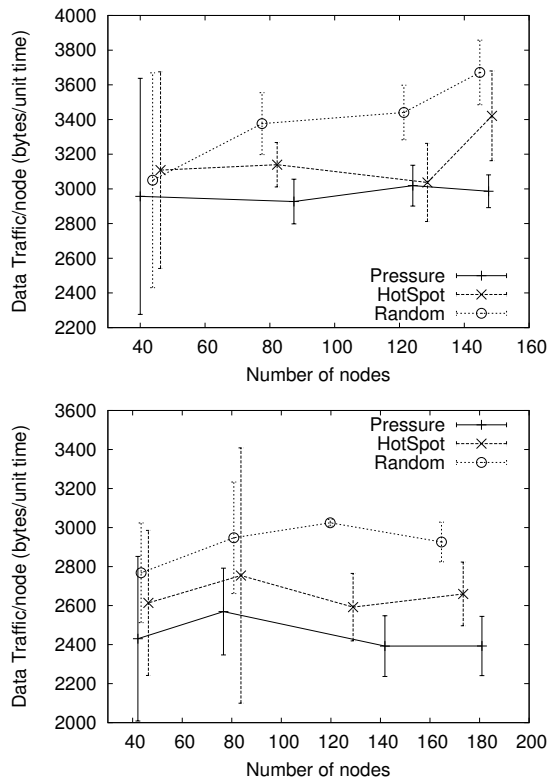 4000
3800
3600
3400
3200
3000
2800
2600
2400
2200
Data Traffic/node (bytes/unit time)
Pressure
HotSpot
Random
40 60 80 100 120 140 160
Number of nodes
3600
3400
3200
3000
2800
2600
2400
2200
2000
Data Traffic/node (bytes/unit time)
Pressure
HotSpot
Random
40 60 80 100 120 140 160 180 200
Number of nodes